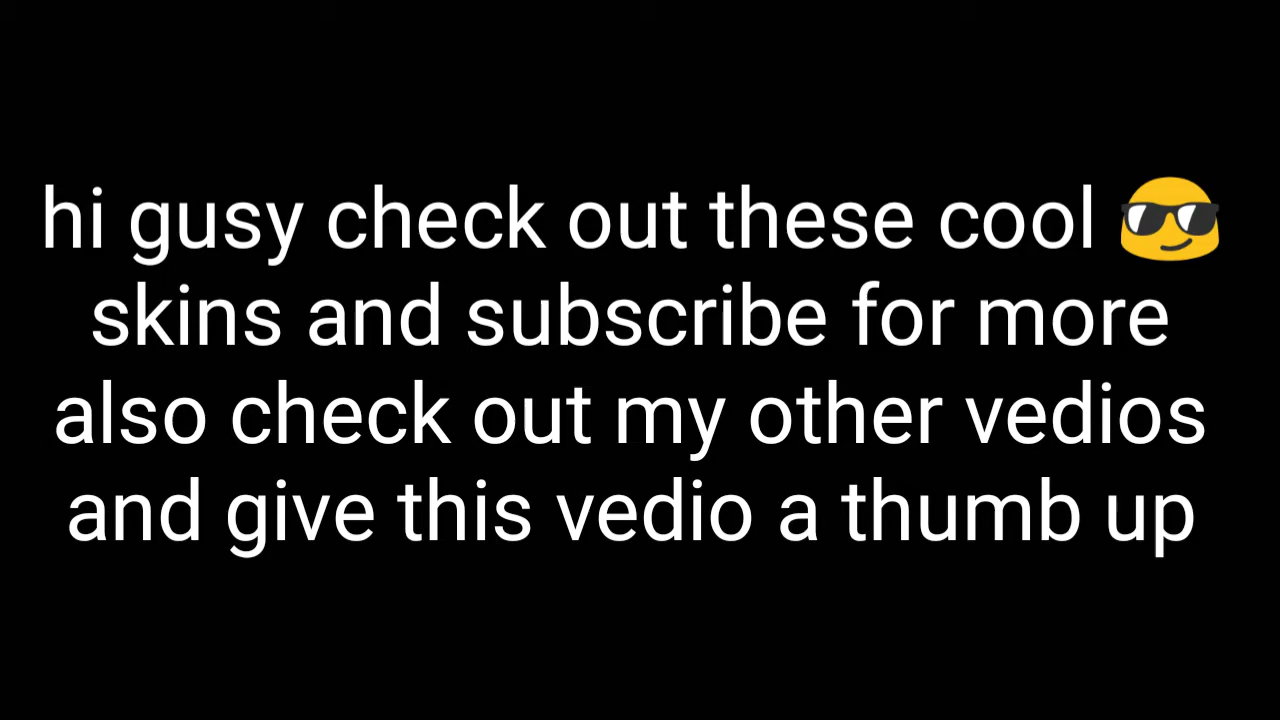 hi gusy check out these cool 😎
skins and subscribe for more
also check out my other vedios
and give this vedio a thumb up